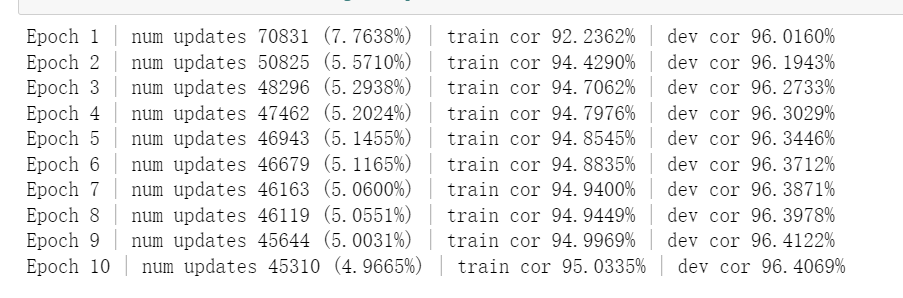 Epoch 1 | num updates 70831 (7.7638%) | train cor 92.2362% | dev cor 96.0160%
Epoch 2 | num updates 50825 (5.5710%) | train cor 94.4290% | dev cor 96.1943%
Epoch 3 | num updates 48296 (5.2938%) | train cor 94.7062% | dev cor 96.2733%
Epoch 4 | num updates 47462 (5.2024%) | train cor 94.7976% | dev cor 96.3029%
Epoch 5 | num updates 46943 (5.1455%) | train cor 94.8545% | dev cor 96.3446%
Epoch 6 | num updates 46679 (5.1165%) | train cor 94.8835% | dev cor 96.3712%
Epoch 7 | num updates 46163 (5.0600%) | train cor 94.9400% | dev cor 96.3871%
Epoch 8 | num updates 46119 (5.0551%) | train cor 94.9449% | dev cor 96.3978%
Epoch 9 | num updates 45644 (5.0031%) | train cor 94.9969% | dev cor 96.4122%
Epoch 10 | num updates 45310 (4.9665%) | train cor 95.0335% | dev cor 96.4069%